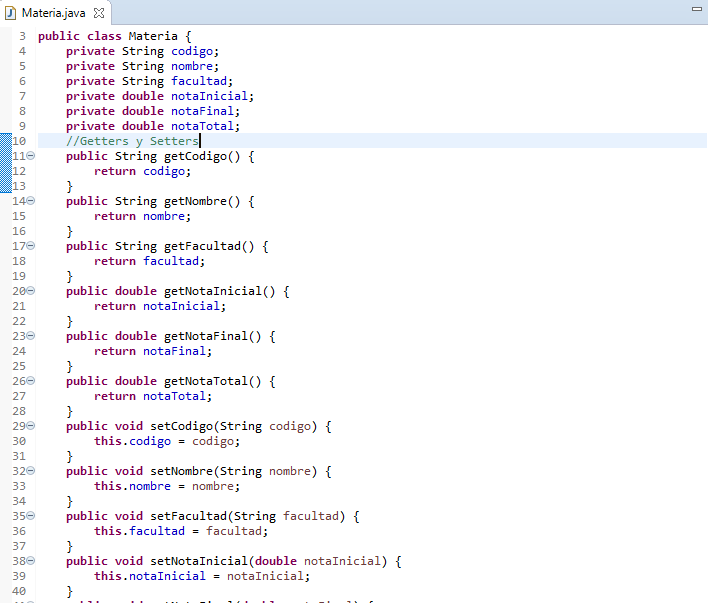 Materia.java
3 public class Materia {
4 private String codigo;
5 private String nombre;
6 private String facultad;
7 private double notaInicial;
8 private double notaFinal;
9 private double notaTotal;
10 //Getters y Setters
11 public String getCodigo() {
12 return codigo;
13 }
14 public String getNombre() {
15 return nombre;
16 }
17 public String getFacultad() {
18 return facultad;
19 }
20 public double getNotaInicial() {
21 return notaInicial;
22 }
23 public double getNotaFinal() {
24 return notaFinal;
25 }
26 public double getNotaTotal() {
27 return notaTotal;
28 }
29 public void setCodigo(String codigo) {
30 this.codigo = codigo;
31 }
32 public void setNombre(String nombre) {
33 this.nombre = nombre;
34 }
35 public void setFacultad(String facultad) {
36 this.facultad = facultad;
37 }
38 public void setNotaInicial(double notaInicial) {
39 this.notaInicial = notaInicial;
40 }